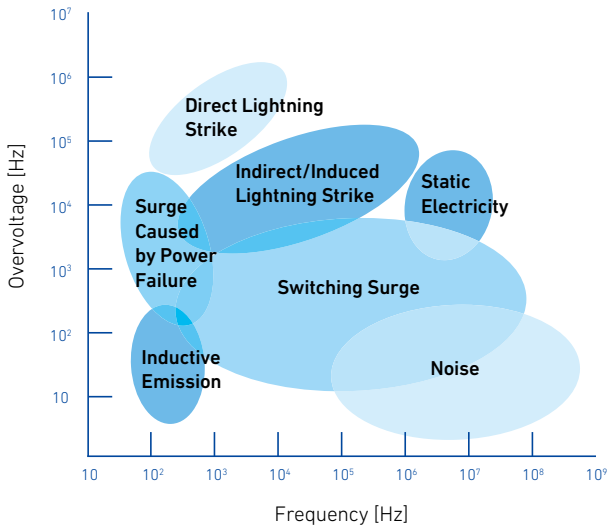 10⁷
10⁶
10⁵
10⁴
10³
10²
10
Overvoltage [Hz]
Direct Lightning
Strike
Indirect/Induced
Lightning Strike
Static
Electricity
Surge
Caused
by Power
Failure
Switching Surge
Inductive
Emission
Noise
10 10² 10³ 10⁴ 10⁵ 10⁶ 10⁷ 10⁸ 10⁹
Frequency [Hz]